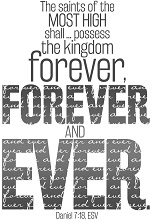 The saints of the
MOST HIGH
shall... possess
the kingdom
forever,
FOREVER
AND
EVER.
Daniel 7:18, ESV